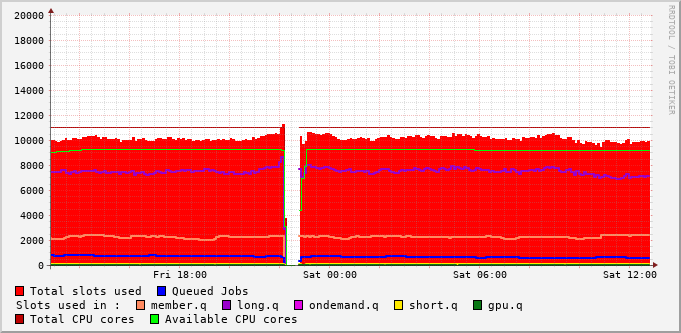 RRDTOOL / TOBI OETIKER
20000
18000
16000
14000
12000
10000
8000
6000
4000
2000
0
Fri 18:00 Sat 00:00 Sat 06:00 Sat 12:00
Total slots used Queued Jobs
Slots used in : member.q long.q ondemand.q short.q gpu.q
Total CPU cores Available CPU cores